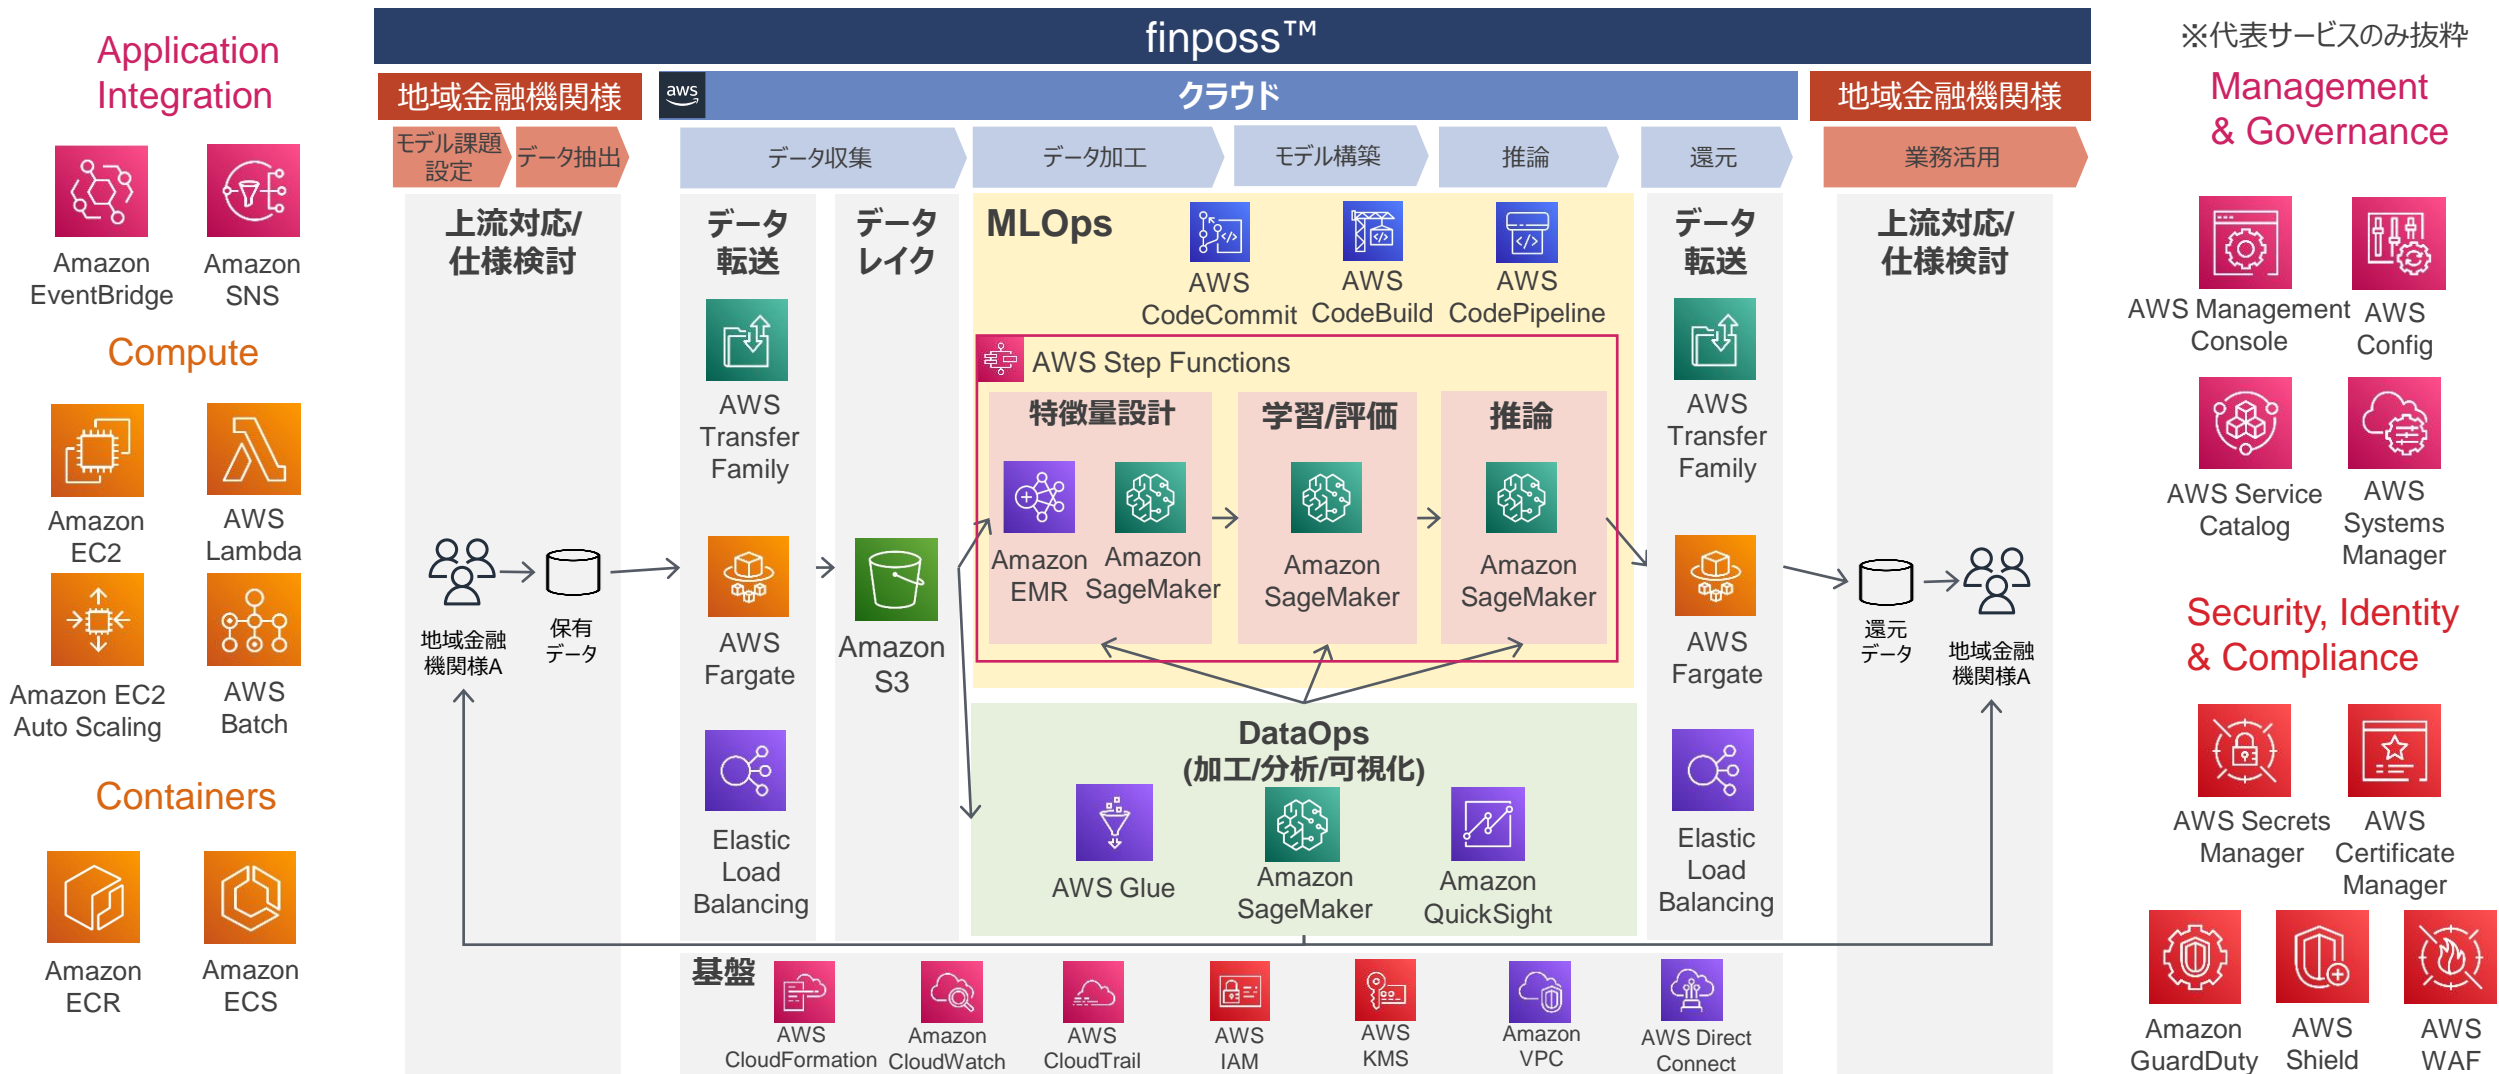 finposs™
※代表サービスのみ抜粋
Application
Integration
Amazon
EventBridge
Amazon
SNS
Compute
Amazon
EC2
AWS
Lambda
Amazon EC2
Auto Scaling
AWS
Batch
Containers
Amazon
ECR
Amazon
ECS
地域金融機関様
aws
クラウド
地域金融機関様
モデル課題
設定
データ抽出
データ収集
データ加工
モデル構築
推論
還元
業務活用
上流対応/
仕様検討
地域金融
機関様A
保有
データ
データ
転送
AWS
Transfer
Family
AWS
Fargate
Elastic
Load
Balancing
データ
レイク
Amazon
S3
MLOps
AWS
CodeCommit
AWS
CodeBuild
AWS
CodePipeline
AWS Step Functions
特徴量設計
Amazon
EMR
Amazon
SageMaker
学習/評価
Amazon
SageMaker
推論
Amazon
SageMaker
DataOps
(加工/分析/可視化)
AWS Glue
Amazon
SageMaker
Amazon
QuickSight
データ
転送
AWS
Transfer
Family
AWS
Fargate
Elastic
Load
Balancing
上流対応/
仕様検討
還元
データ
地域金融
機関様A
基盤
AWS
CloudFormation
Amazon
CloudWatch
AWS
CloudTrail
AWS
IAM
AWS
KMS
Amazon
VPC
AWS Direct
Connect
Management
& Governance
AWS Management
Console
AWS
Config
AWS Service
Catalog
AWS
Systems
Manager
Security, Identity
& Compliance
AWS Secrets
Manager
AWS
Certificate
Manager
Amazon
GuardDuty
AWS
Shield
AWS
WAF